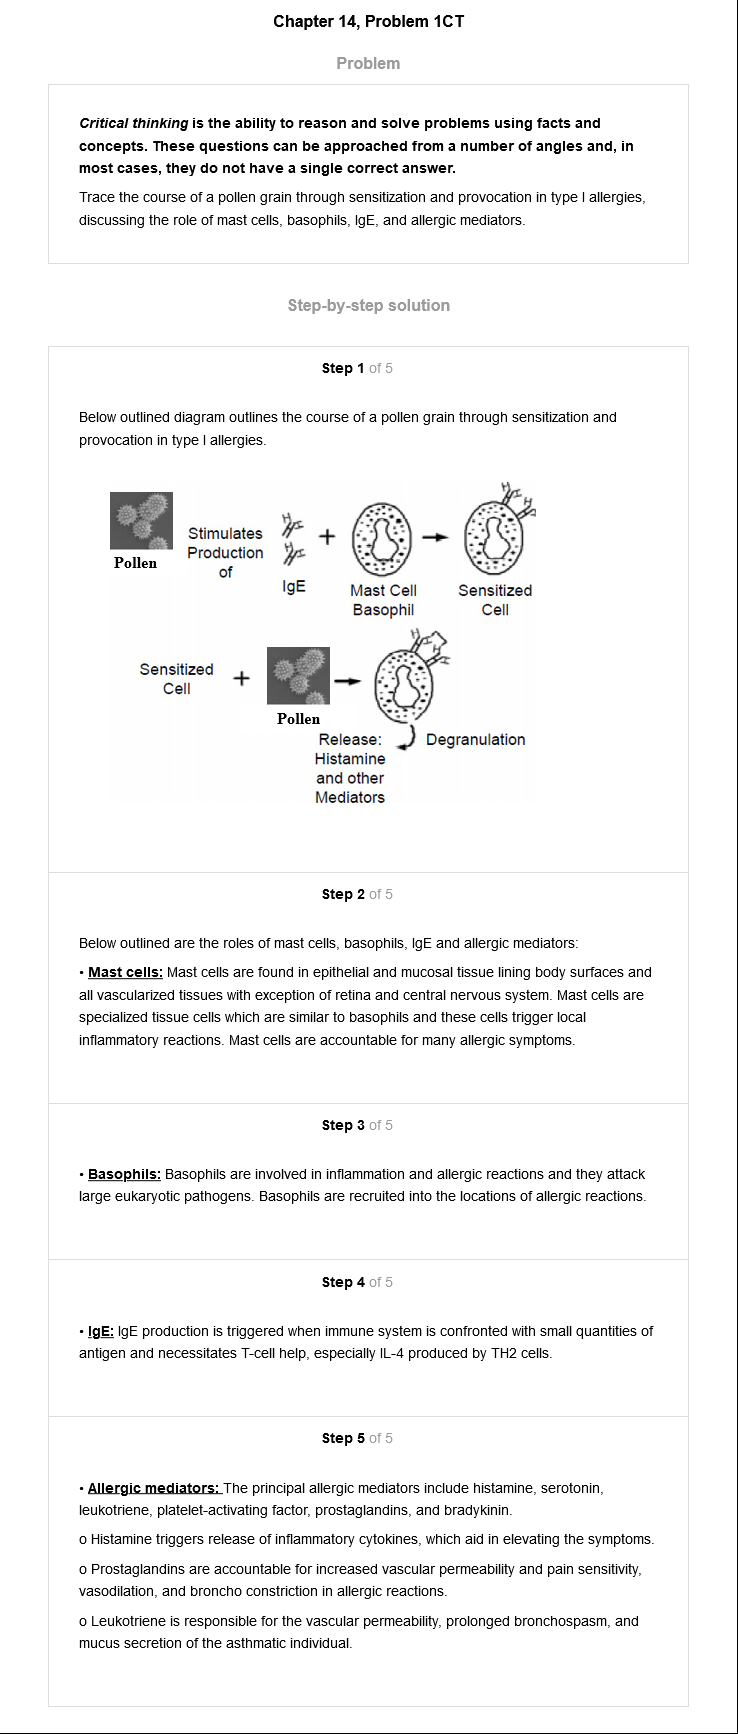 Chapter 14, Problem 1CT
Problem
Critical thinking is the ability to reason and solve problems using facts and
concepts. These questions can be approached from a number of angles and, in
most cases, they do not have a single correct answer.
Trace the course of a pollen grain through sensitization and provocation in type I allergies,
discussing the role of mast cells, basophils, IgE, and allergic mediators.
Step-by-step solution
Step 1 of 5
Below outlined diagram outlines the course of a pollen grain through sensitization and
provocation in type I allergies.
Pollen
Stimulates
Production
of
IgE
+
Mast Cell
Basophil
Sensitized
Cell
Sensitized
Cell
+
Pollen
Release:
Histamine
and other
Mediators
Degranulation
Step 2 of 5
Below outlined are the roles of mast cells, basophils, IgE and allergic mediators:
• Mast cells: Mast cells are found in epithelial and mucosal tissue lining body surfaces and
all vascularized tissues with exception of retina and central nervous system. Mast cells are
specialized tissue cells which are similar to basophils and these cells trigger local
inflammatory reactions. Mast cells are accountable for many allergic symptoms.
Step 3 of 5
• Basophils: Basophils are involved in inflammation and allergic reactions and they attack
large eukaryotic pathogens. Basophils are recruited into the locations of allergic reactions.
Step 4 of 5
• IgE: IgE production is triggered when immune system is confronted with small quantities of
antigen and necessitates T-cell help, especially IL-4 produced by TH2 cells.
Step 5 of 5
• Allergic mediators: The principal allergic mediators include histamine, serotonin,
leukotriene, platelet-activating factor, prostaglandins, and bradykinin.
o Histamine triggers release of inflammatory cytokines, which aid in elevating the symptoms.
o Prostaglandins are accountable for increased vascular permeability and pain sensitivity,
vasodilation, and broncho constriction in allergic reactions.
o Leukotriene is responsible for the vascular permeability, prolonged bronchospasm, and
mucus secretion of the asthmatic individual.